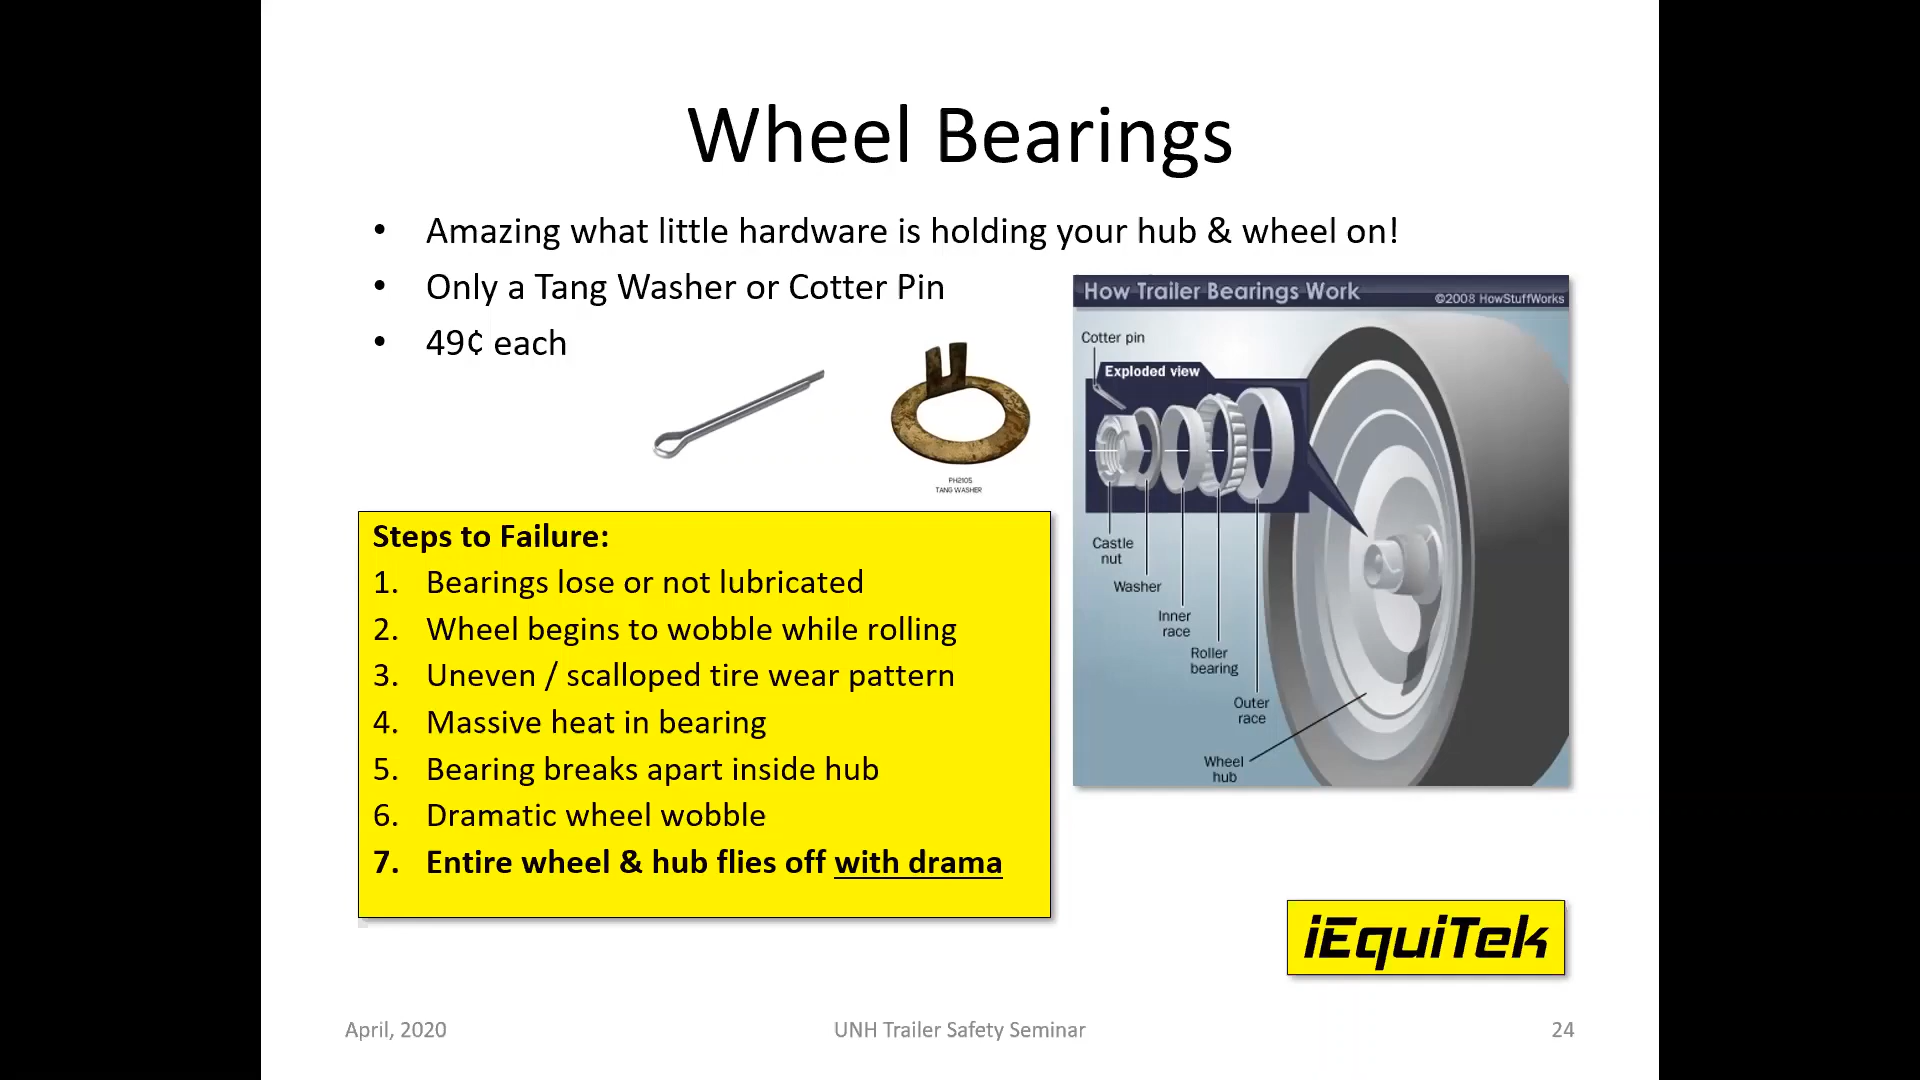 Wheel Bearings
• Amazing what little hardware is holding your hub & wheel on!
• Only a Tang Washer or Cotter Pin
• 49¢ each
PH2105
TANG WASHER
How Trailer Bearings Work
©2008 HowStuffWorks
Cotter pin
Exploded view
Castle
nut
Washer
Inner
race
Roller
bearing
Outer
race
Wheel
hub
Steps to Failure:
1. Bearings lose or not lubricated
2. Wheel begins to wobble while rolling
3. Uneven / scalloped tire wear pattern
4. Massive heat in bearing
5. Bearing breaks apart inside hub
6. Dramatic wheel wobble
7. Entire wheel & hub flies off with drama
iEquiTek
April, 2020
UNH Trailer Safety Seminar
24